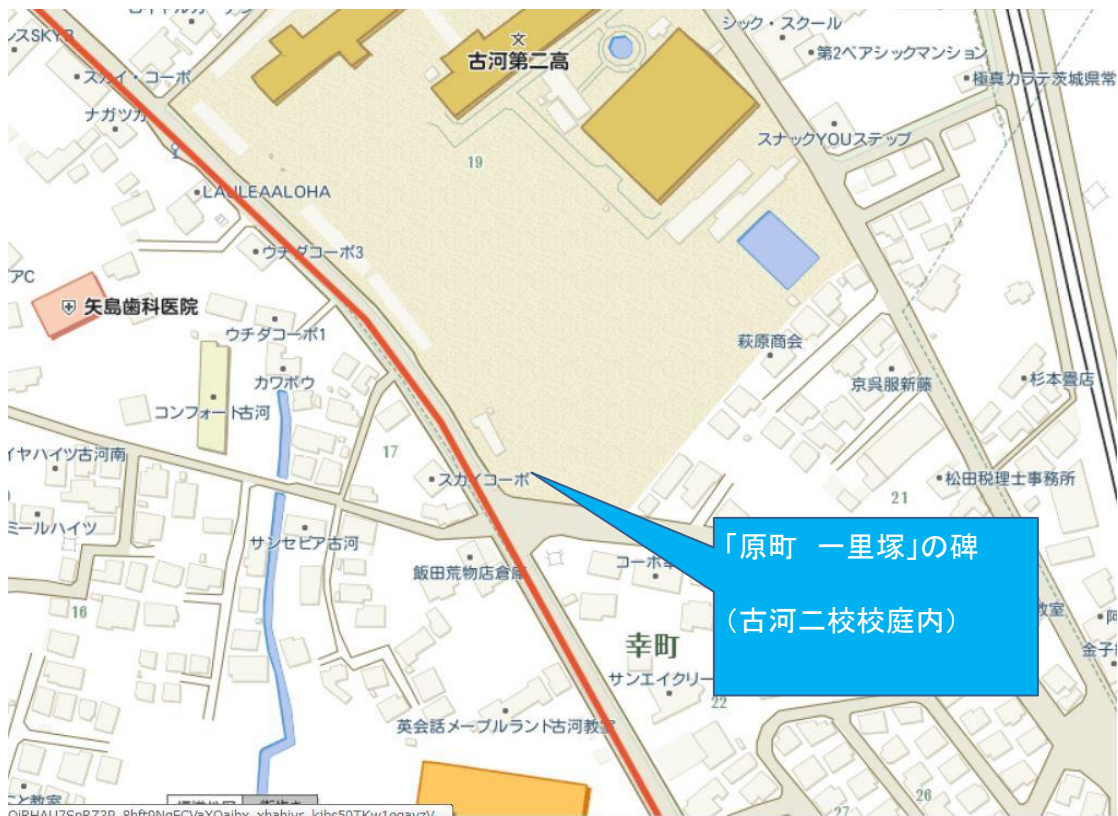 シック・スクール
スSKYB
文
古河第二高
第2ベアシックマンション
スカイ・コーポ
極真カラテ茨城県常
ナガツカ
スナックYOUステップ
19
LAULEAALOHA
ウチダコーポ3
アC
矢島歯科医院
ウチダコーポ1
萩原商会
カワボウ
京呉服新藤
杉本畳店
コンフォート古河
イヤハイツ古河南
17
スカイコーポ
松田税理士事務所
21
ミールハイツ
サンセピア古河
「原町 一里塚」の碑
飯田荒物店倉庫
(古河二校校庭内)
16
教室
幸町
サンエイクリー
22
英会話メープルランド古河教室
26
27